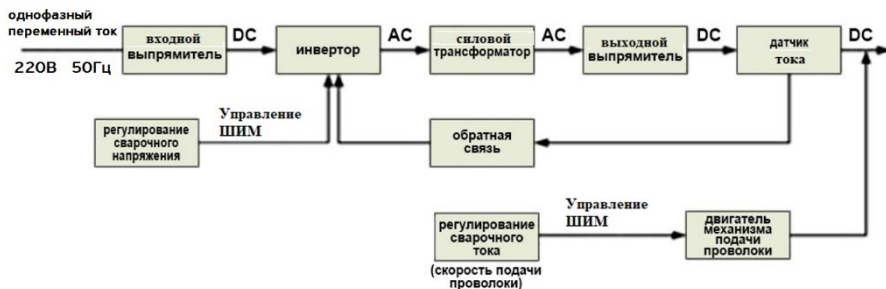 однофазный
переменный ток
220В 50Гц
входной
выпрямитель
DC
инвертор
AC
силовой
трансформатор
AC
выходной
выпрямитель
DC
датчик
тока
DC
регулирование
сварочного
напряжения
Управление
ШИМ
обратная
связь
регулирование
сварочного
тока
(скорость подачи
проволоки)
Управление
ШИМ
двигатель
механизма
подачи
проволоки